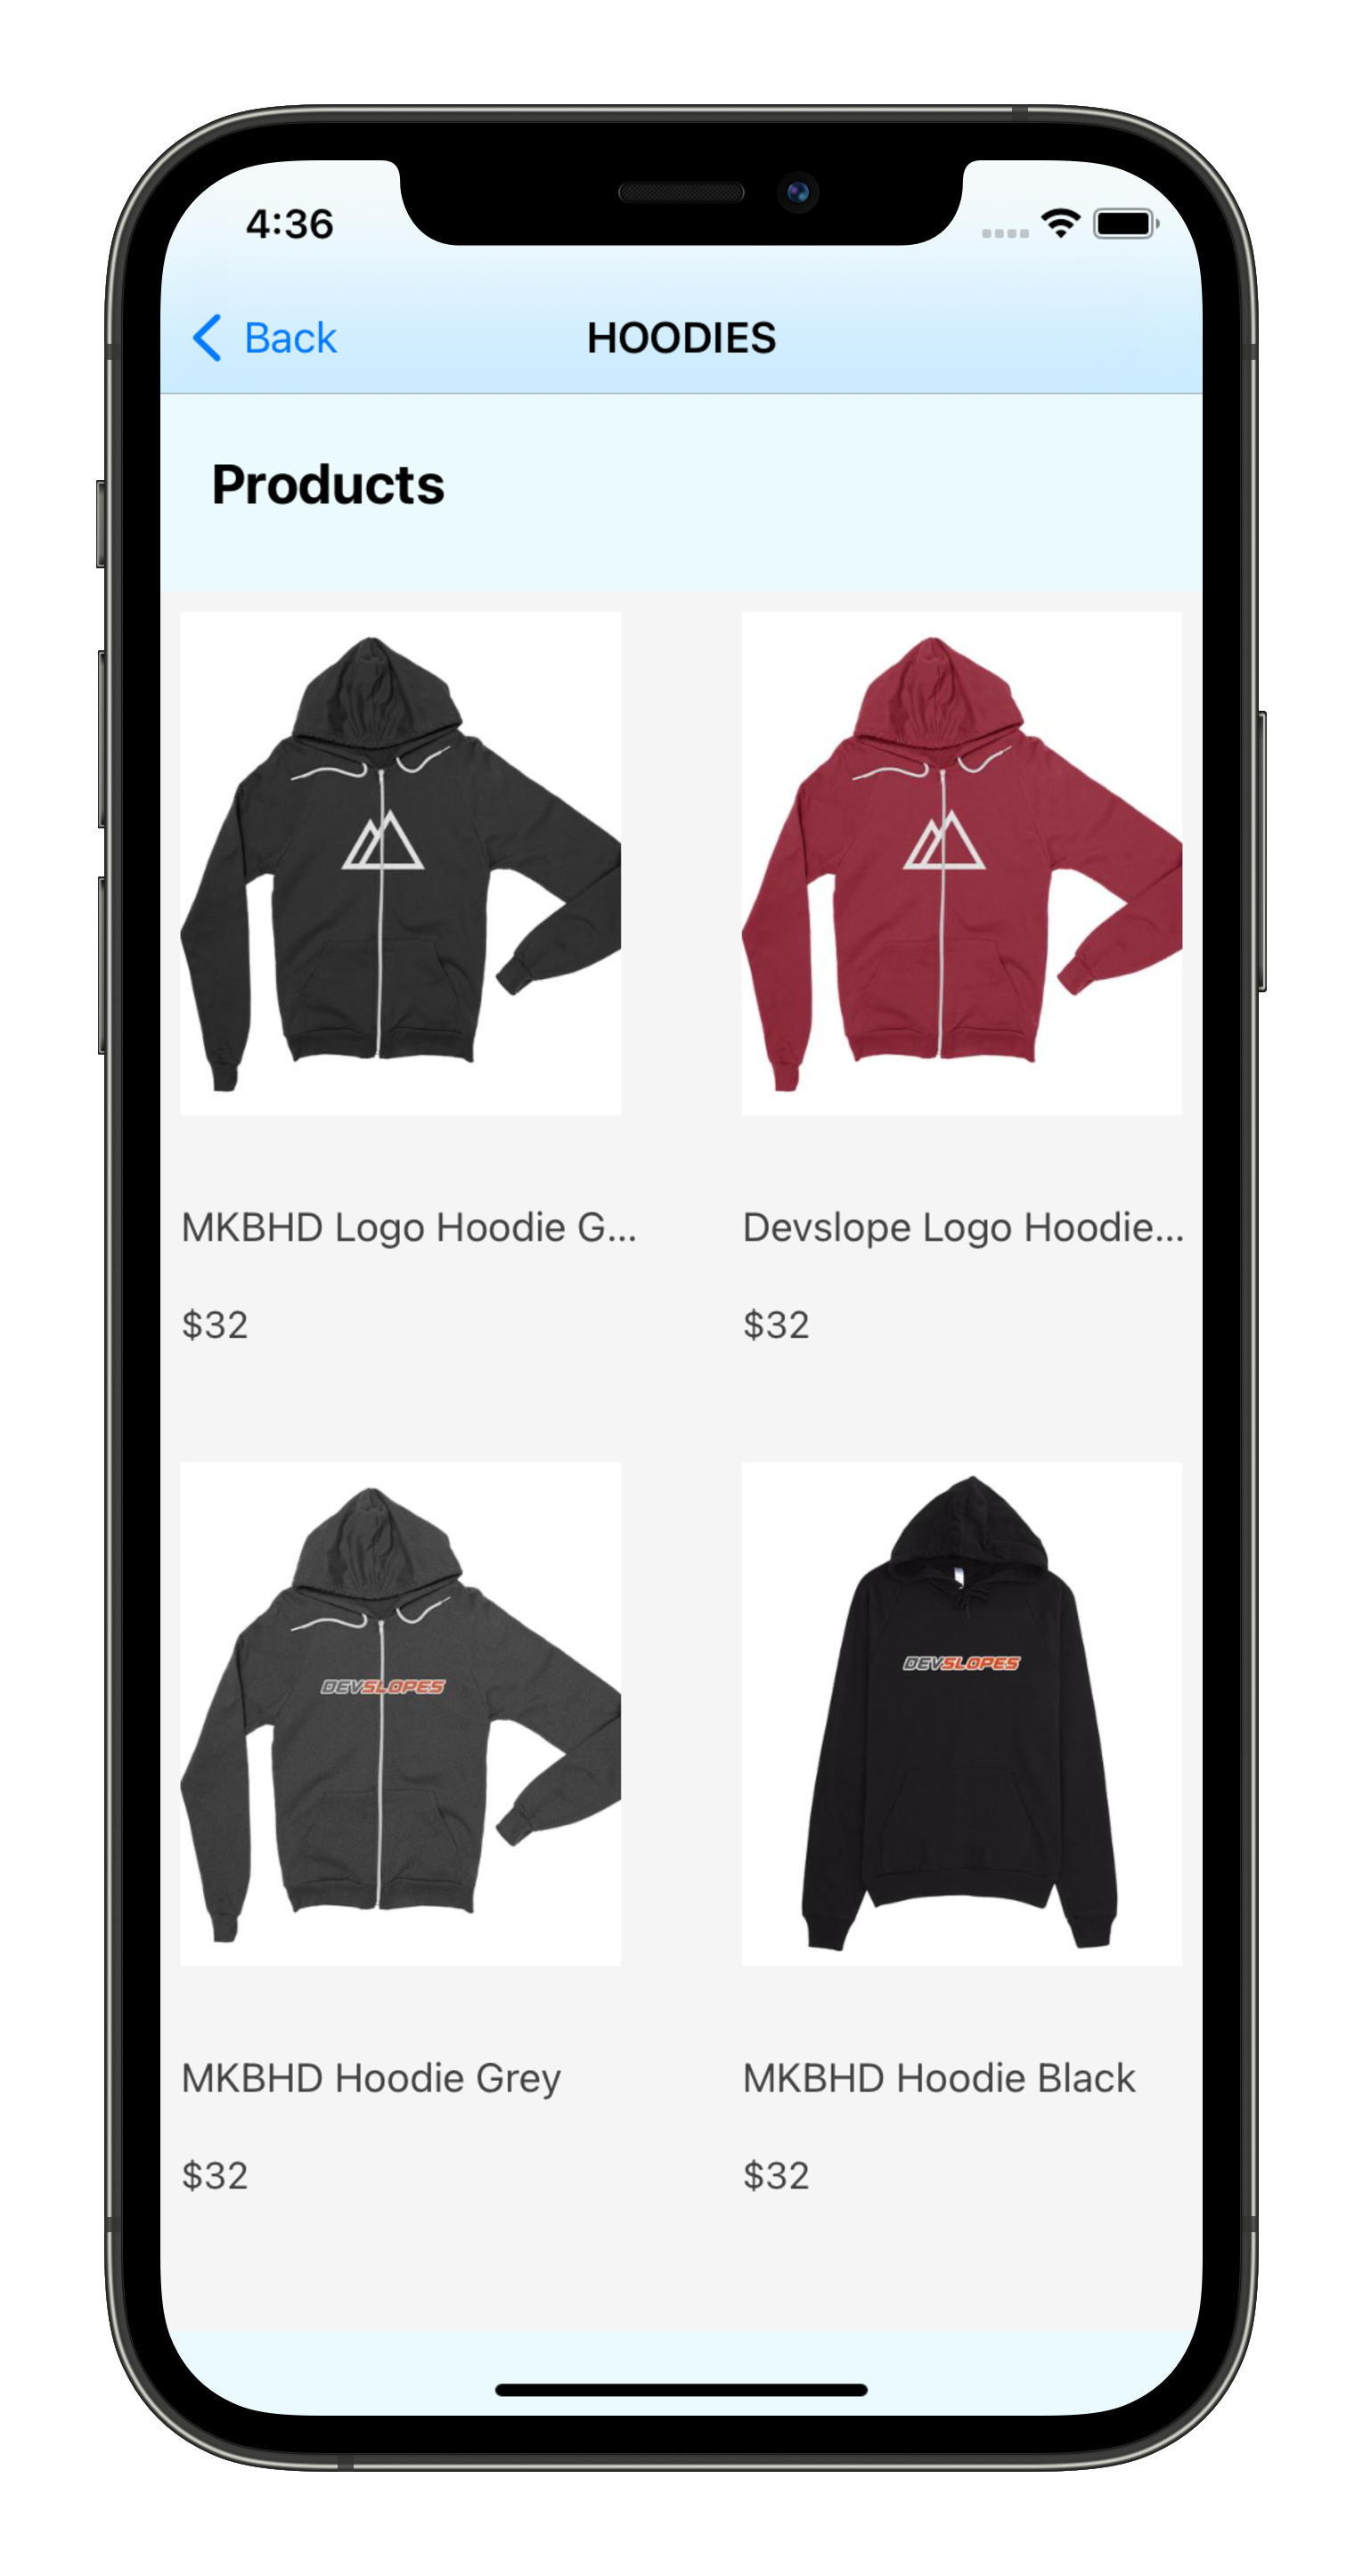 4:36
Back
HOODIES
Products
MKBHD Logo Hoodie G...
Devslope Logo Hoodie...
$32
$32
DEVSLOPES
DEVSLOPES
MKBHD Hoodie Grey
MKBHD Hoodie Black
$32
$32